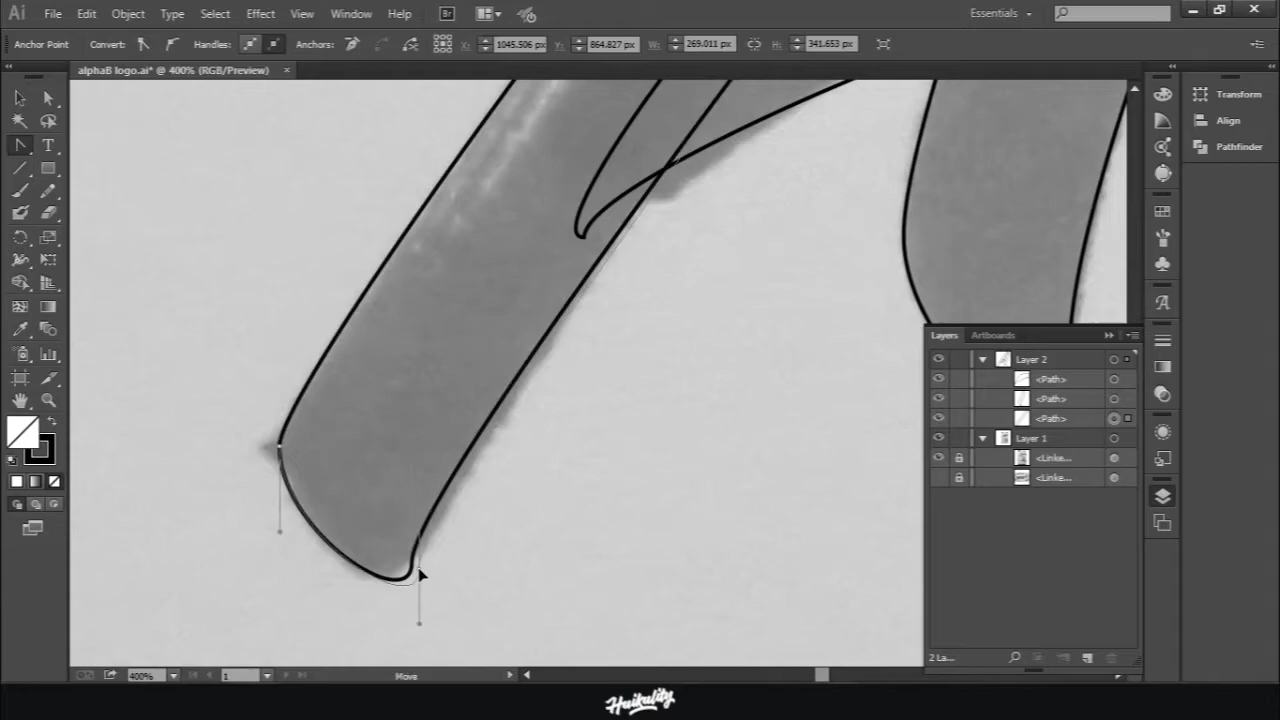 Ai File Edit Object Type Select Effect View Window Help Br Essentials
Anchor Point Convert: Handles: Anchors: X: 1045.506 px Y: 864.827 px W: 269.011 px H: 341.653 px
alphaB logo.ai* @ 400% (RGB/Preview)
Transform
Align
Pathfinder
Layers Artboards
Layer 2
<Path>
<Path>
<Path>
Layer 1
<Linke...
<Linke...
2 La...
400% 1 Move
Haikulity